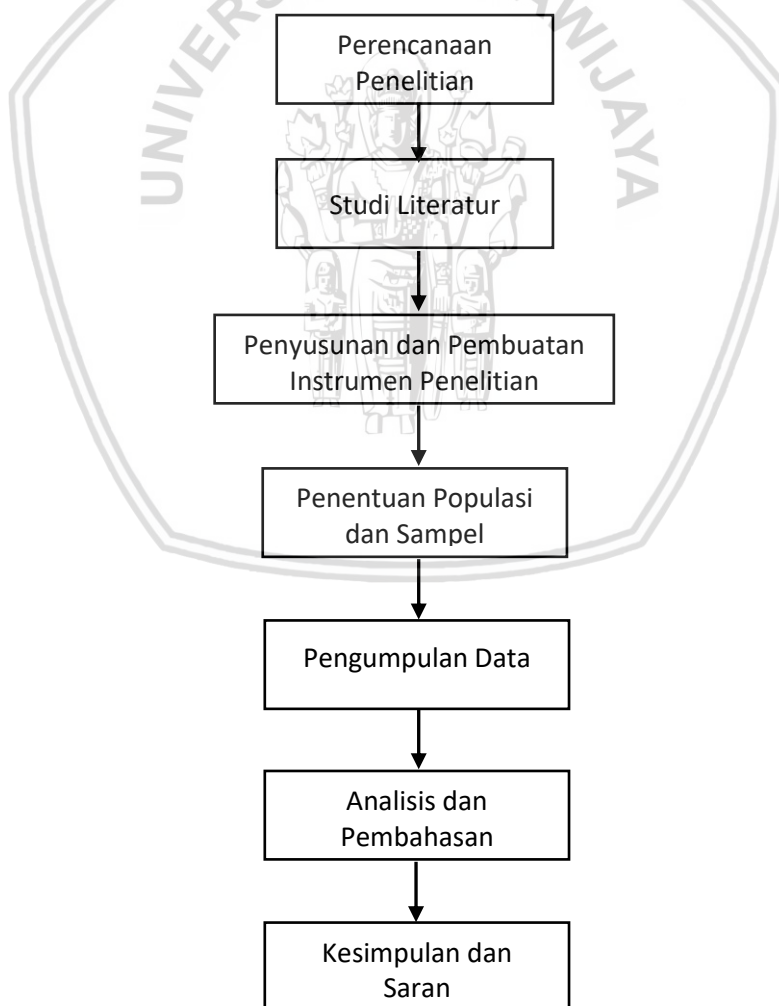 Perencanaan
Penelitian
Studi Literatur
Penyusunan dan Pembuatan
Instrumen Penelitian
Penentuan Populasi
dan Sampel
Pengumpulan Data
Analisis dan
Pembahasan
Kesimpulan dan
Saran